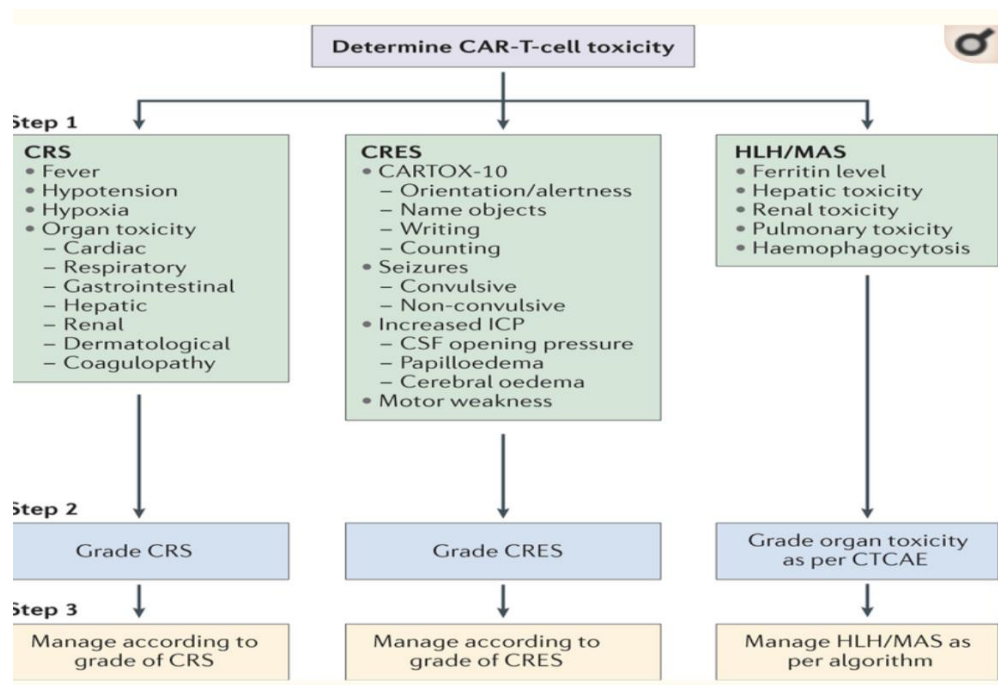 Determine CAR-T-cell toxicity
Step 1
CRS
• Fever
• Hypotension
• Hypoxia
• Organ toxicity
– Cardiac
– Respiratory
– Gastrointestinal
– Hepatic
– Renal
– Dermatological
– Coagulopathy
CRES
• CARTOX-10
– Orientation/alertness
– Name objects
– Writing
– Counting
• Seizures
– Convulsive
– Non-convulsive
• Increased ICP
– CSF opening pressure
– Papilloedema
– Cerebral oedema
• Motor weakness
HLH/MAS
• Ferritin level
• Hepatic toxicity
• Renal toxicity
• Pulmonary toxicity
• Haemophagocytosis
Step 2
Grade CRS
Grade CRES
Grade organ toxicity
as per CTCAE
Step 3
Manage according to
grade of CRS
Manage according to
grade of CRES
Manage HLH/MAS as
per algorithm